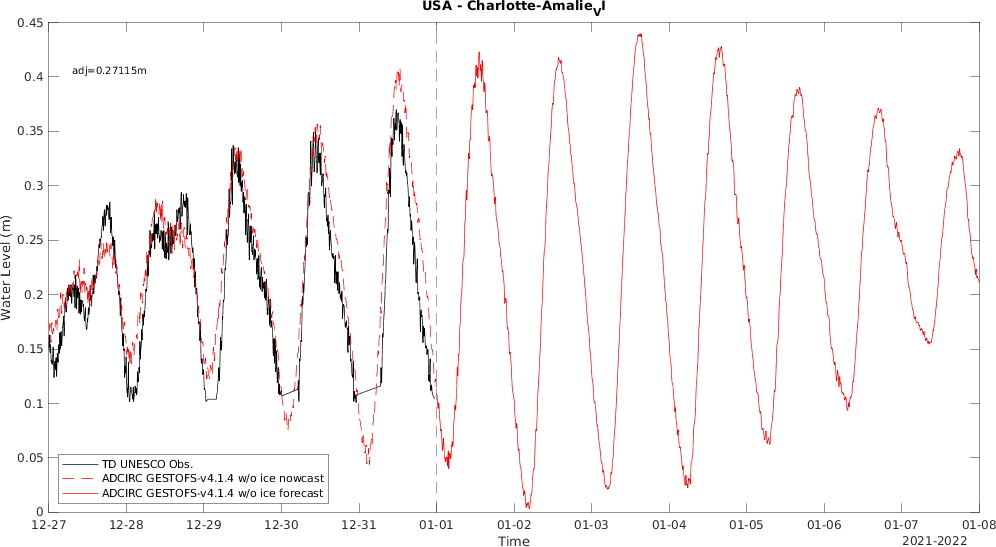 USA - Charlotte-AmalieVI
0.45
0.4
0.35
0.3
0.25
0.2
0.15
0.1
0.05
0
Water Level (m)
adj=0.27115m
TD UNESCO Obs.
ADCIRC GESTOFS-v4.1.4 w/o ice nowcast
ADCIRC GESTOFS-v4.1.4 w/o ice forecast
12-27 12-28 12-29 12-30 12-31 01-01 01-02 01-03 01-04 01-05 01-06 01-07 01-08
Time
2021-2022